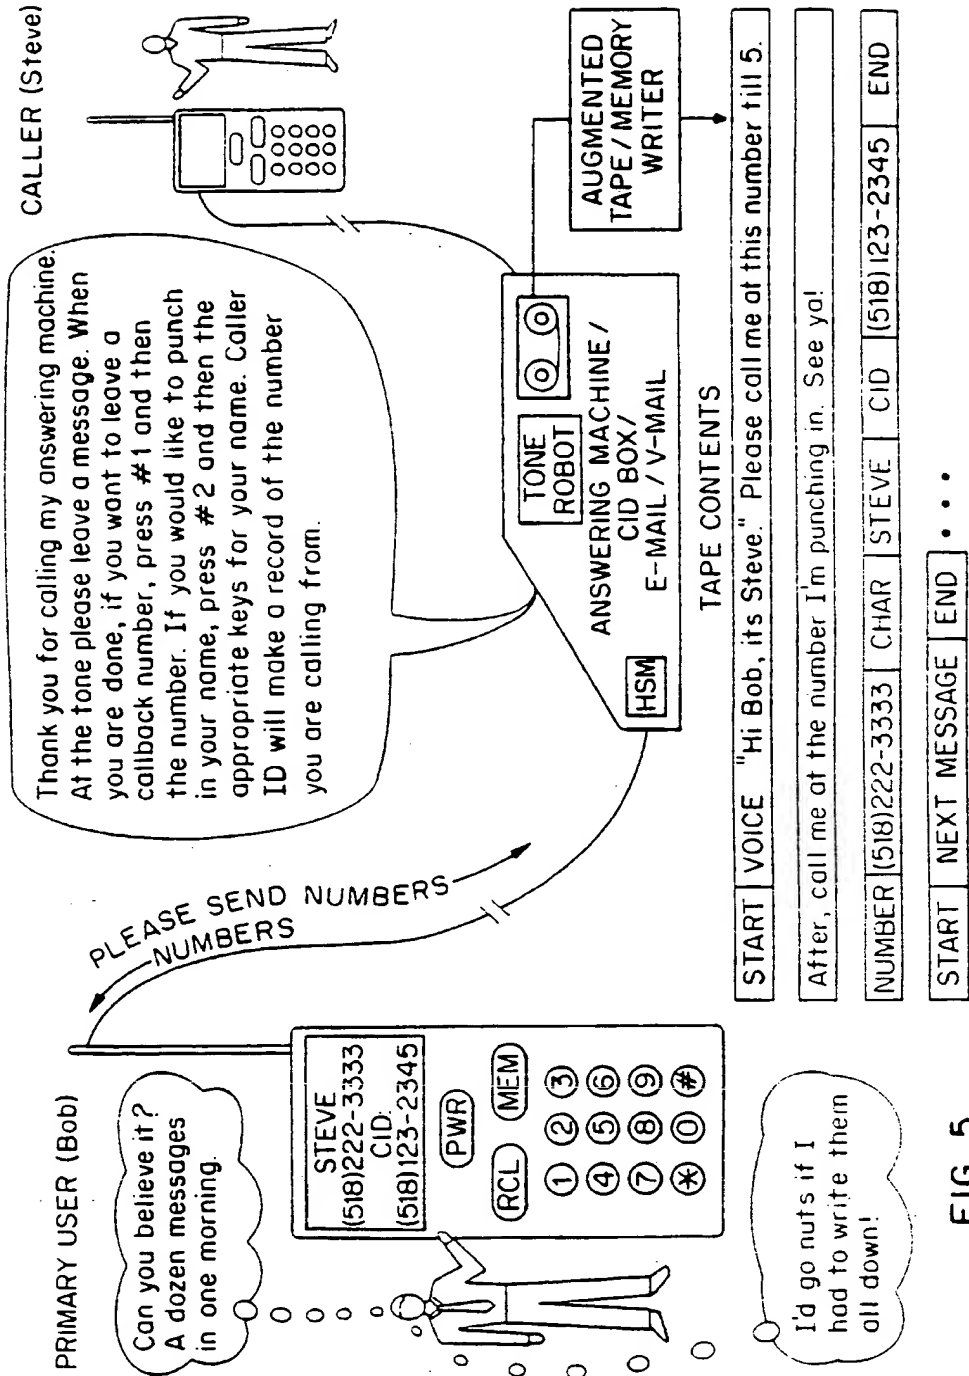 PRIMARY USER (Bob)
CALLER (Steve)
Can you believe it?
A dozen messages
in one morning.
PLEASE SEND NUMBERS
NUMBERS
Thank you for calling my answering machine.
At the tone please leave a message. When
you are done, if you want to leave a
callback number, press #1 and then
the number. If you would like to punch
in your name, press #2 and then the
appropriate keys for your name. Caller
ID will make a record of the number
you are calling from.
STEVE
(518)222-3333
CID:
(518)123-2345
PWR
RCL MEM
1 2 3
4 5 6
7 8 9
* 0 #
I'd go nuts if I
had to write them
all down!
HSM
TONE
ROBOT
ANSWERING MACHINE/
CID BOX/
E-MAIL/V-MAIL
AUGMENTED
TAPE/MEMORY
WRITER
TAPE CONTENTS
START VOICE "Hi Bob, its Steve." Please call me at this number till 5.
After, call me at the number I'm punching in. See ya!
NUMBER (518)222-3333 CHAR STEVE CID (518)123-2345 END
START NEXT MESSAGE END • • •
FIG. 5